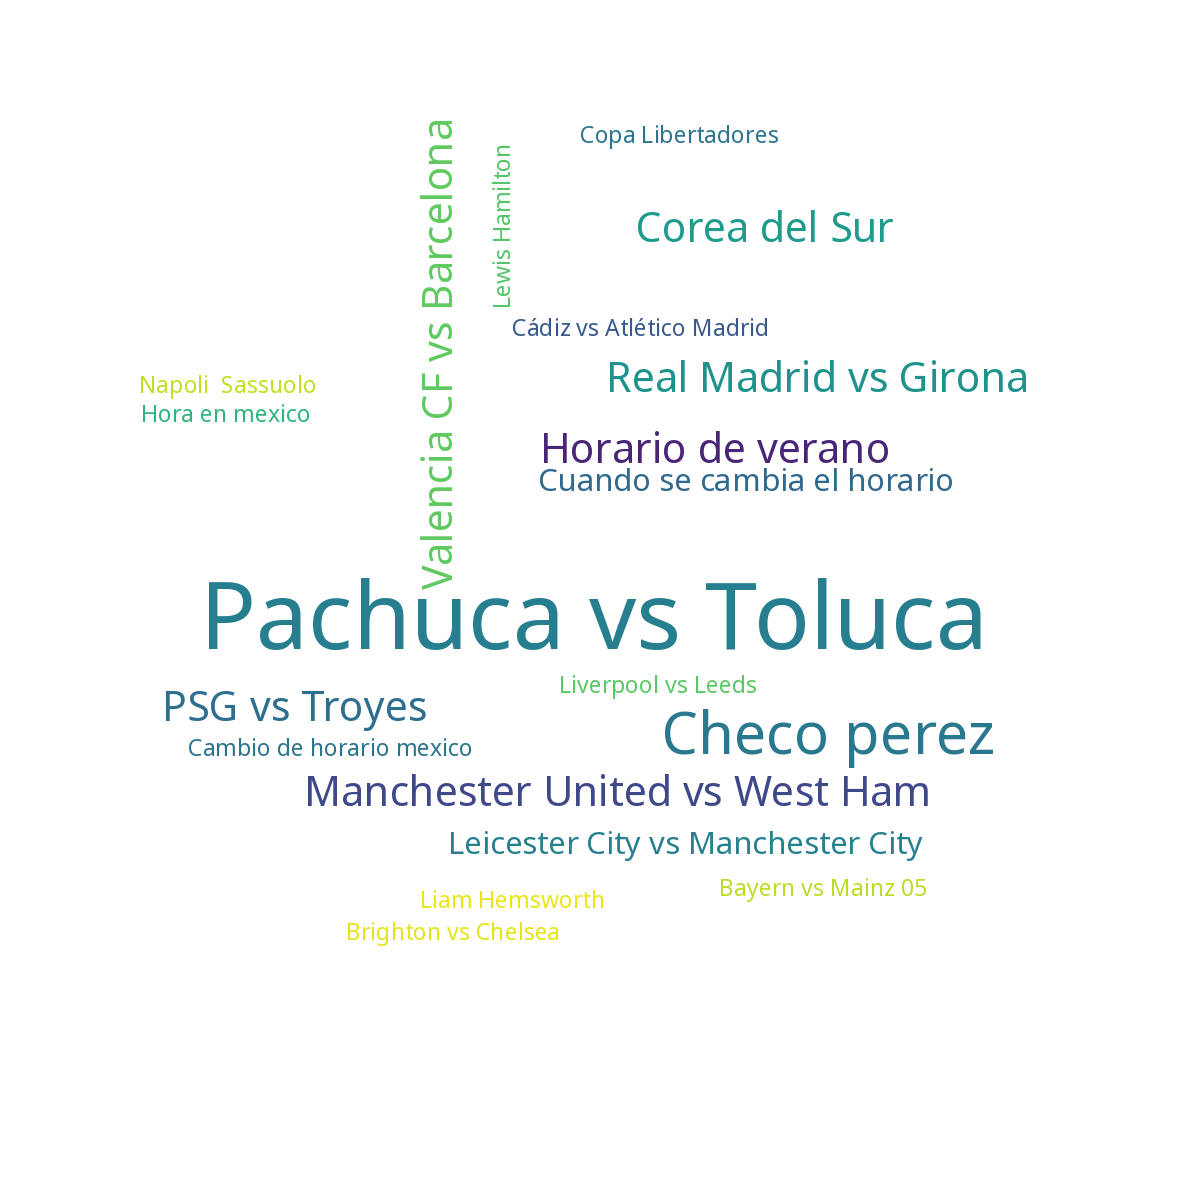 Copa Libertadores
Valencia CF vs Barcelona
Lewis Hamilton
Corea del Sur
Cádiz vs Atlético Madrid
Real Madrid vs Girona
Napoli  Sassuolo
Hora en mexico
Horario de verano
Cuando se cambia el horario
Pachuca vs Toluca
Liverpool vs Leeds
PSG vs Troyes
Checo perez
Cambio de horario mexico
Manchester United vs West Ham
Leicester City vs Manchester City
Bayern vs Mainz 05
Liam Hemsworth
Brighton vs Chelsea